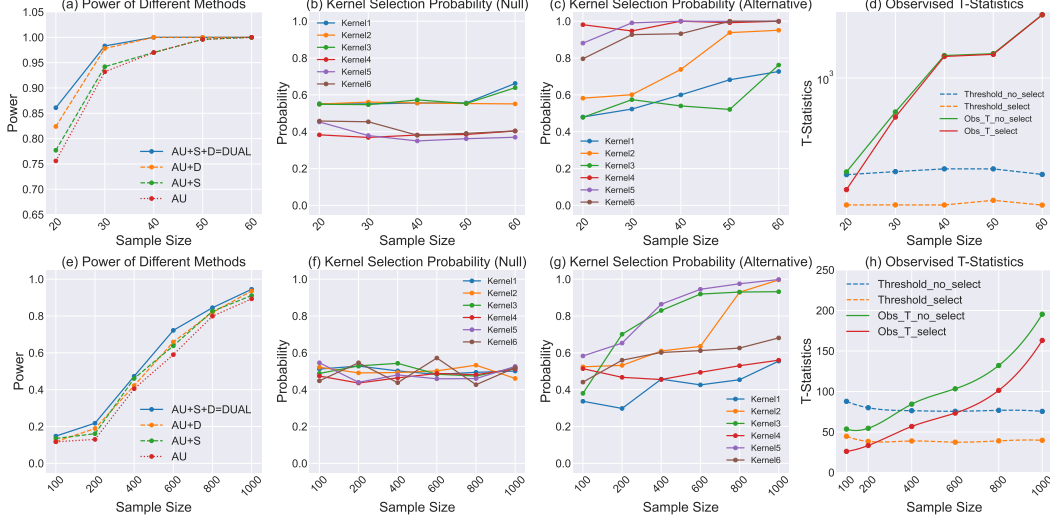 (a) Power of Different Methods
Power
1.05
1.00
0.95
0.90
0.85
0.80
0.75
0.70
0.65
AU+S+D=DUAL
AU+D
AU+S
AU
20
30
40
50
60
Sample Size
(b) Kernel Selection Probability (Null)
Probability
1.0
0.8
0.6
0.4
0.2
0.0
Kernel1
Kernel2
Kernel3
Kernel4
Kernel5
Kernel6
20
30
40
50
60
Sample Size
(c) Kernel Selection Probability (Alternative)
Probability
1.0
0.8
0.6
0.4
0.2
0.0
Kernel1
Kernel2
Kernel3
Kernel4
Kernel5
Kernel6
20
30
40
50
60
Sample Size
(d) Observised T-Statistics
T-Statistics
10³
Threshold_no_select
Threshold_select
Obs_T_no_select
Obs_T_select
20
30
40
50
60
Sample Size
(e) Power of Different Methods
Power
1.0
0.8
0.6
0.4
0.2
0.0
AU+S+D=DUAL
AU+D
AU+S
AU
100
200
400
600
800
1000
Sample Size
(f) Kernel Selection Probability (Null)
Probability
1.0
0.8
0.6
0.4
0.2
0.0
Kernel1
Kernel2
Kernel3
Kernel4
Kernel5
Kernel6
100
200
400
600
800
1000
Sample Size
(g) Kernel Selection Probability (Alternative)
Probability
1.0
0.8
0.6
0.4
0.2
0.0
Kernel1
Kernel2
Kernel3
Kernel4
Kernel5
Kernel6
100
200
400
600
800
1000
Sample Size
(h) Observised T-Statistics
T-Statistics
250
200
150
100
50
0
Threshold_no_select
Threshold_select
Obs_T_no_select
Obs_T_select
100
200
400
600
800
1000
Sample Size